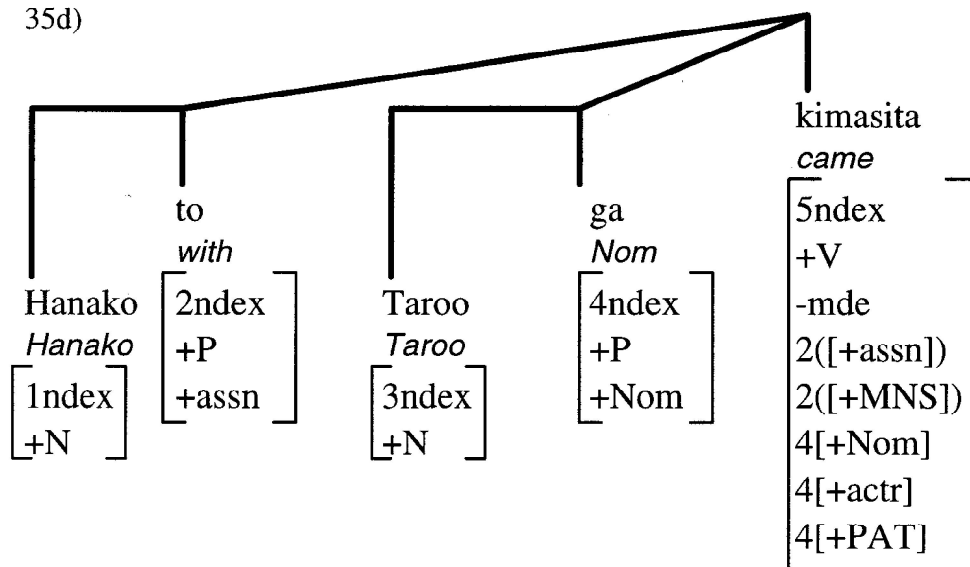 35d)
kimasita
came
5ndex
+V
-mde
2([+assn])
2([+MNS])
4[+Nom]
4[+actr]
4[+PAT]
to
with
2ndex
+P
+assn
ga
Nom
4ndex
+P
+Nom
Hanako
Hanako
1ndex
+N
Taroo
Taroo
3ndex
+N